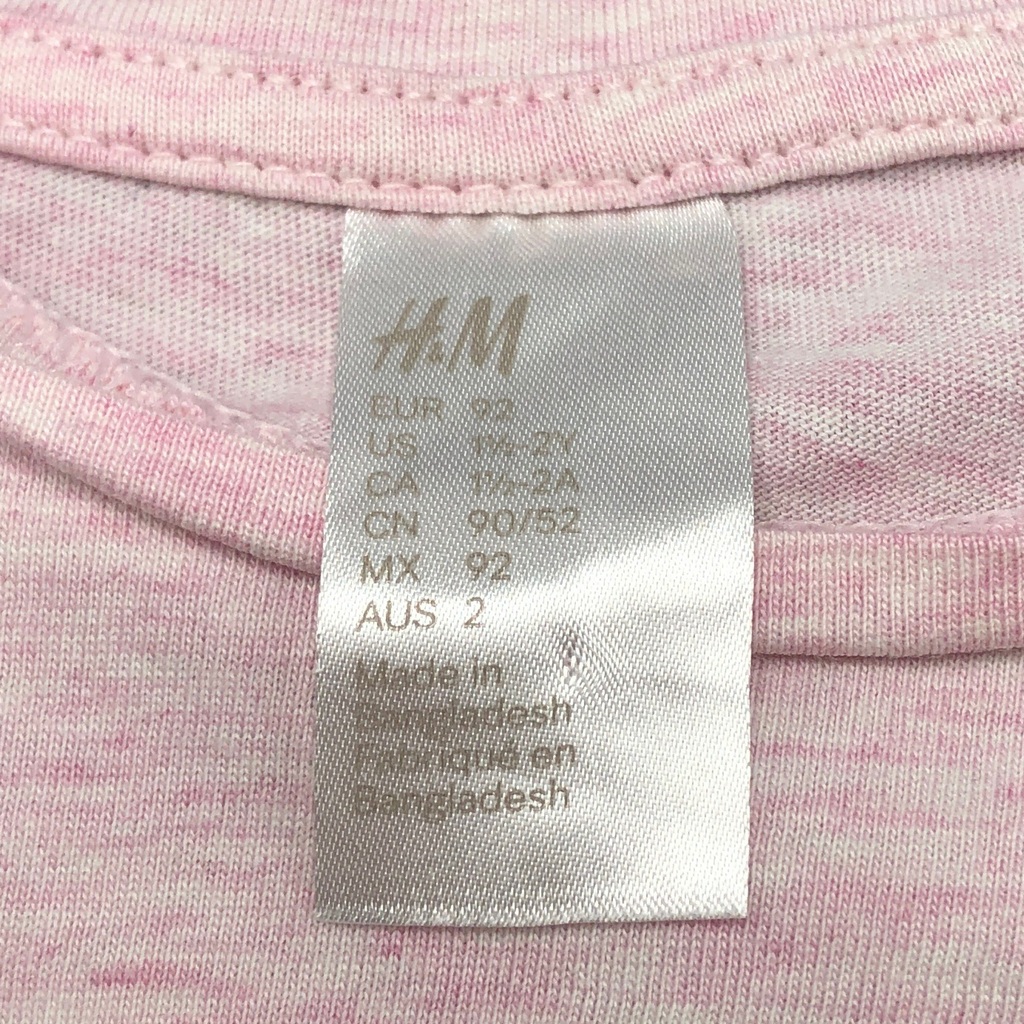 H&M
EUR 92
US 1½-2Y
CA 1½-2A
CN 90/52
MX 92
AUS 2
Made in
Bangladesh
Fabriqué en
Bangladesh